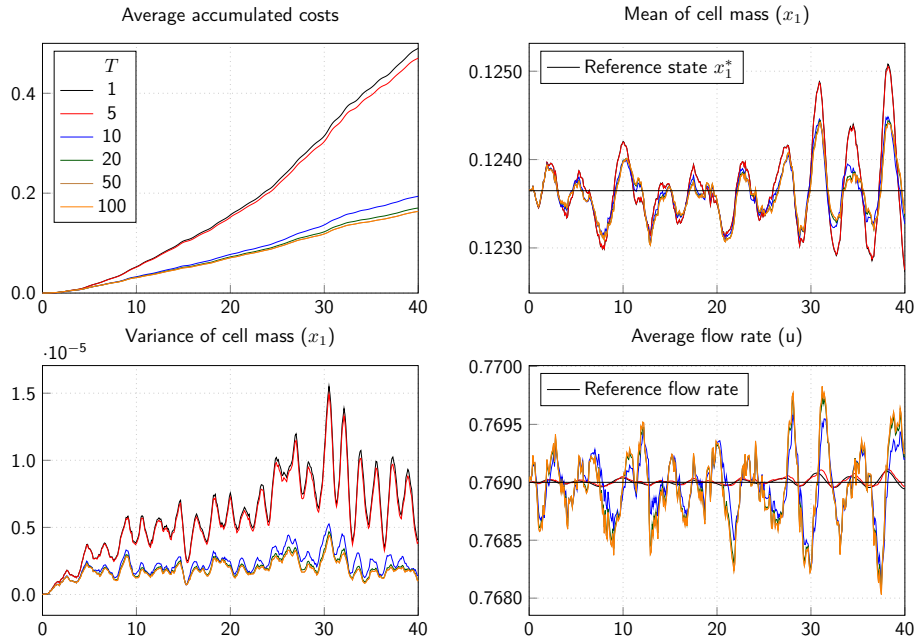 Average accumulated costs
0.4
0.2
0.0
T
1
5
10
20
50
100
0 10 20 30 40
Mean of cell mass (x₁)
0.1250
0.1240
0.1230
Reference state x₁*
0 10 20 30 40
Variance of cell mass (x₁)
·10⁻⁵
1.5
1.0
0.5
0.0
0 10 20 30 40
Average flow rate (u)
0.7700
0.7695
0.7690
0.7685
0.7680
Reference flow rate
0 10 20 30 40